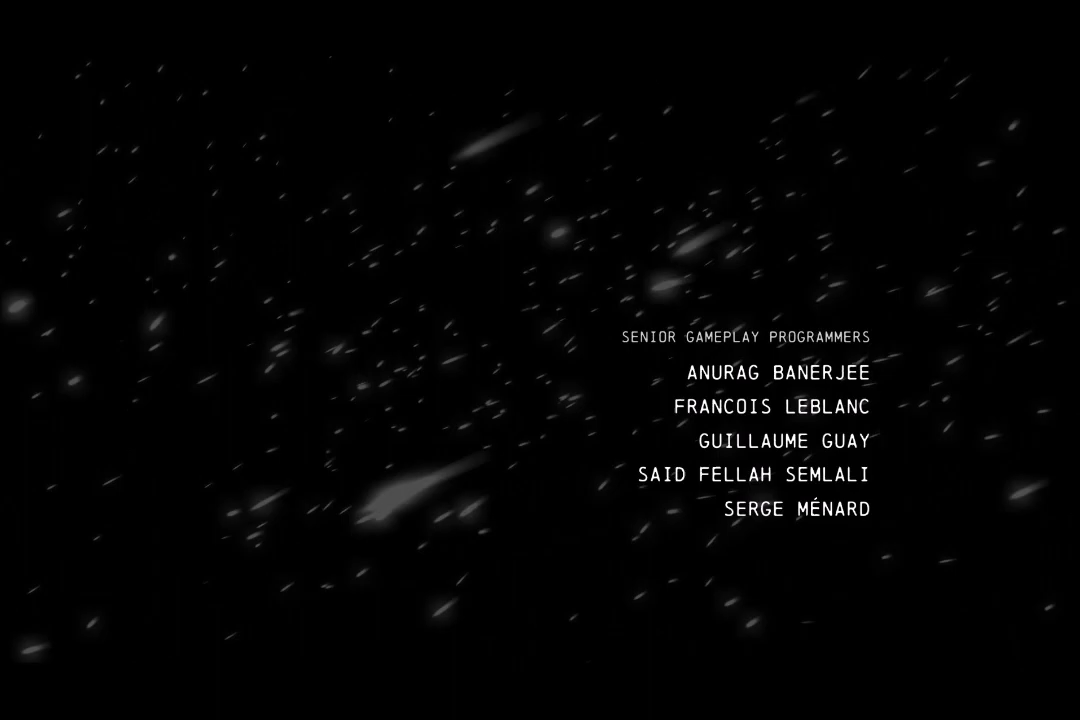 SENIOR GAMEPLAY PROGRAMMERS
ANURAG BANERJEE
FRANCOIS LEBLANC
GUILLAUME GUAY
SAID FELLAH SEMLALI
SERGE MÉNARD